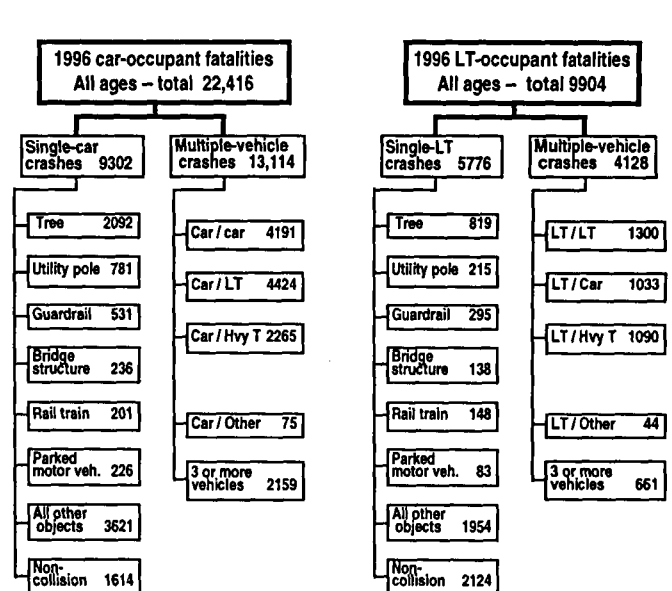 1996 car-occupant fatalities
All ages – total 22,416
Single-car
crashes 9302
Tree 2092
Utility pole 781
Guardrail 531
Bridge
structure 236
Rail train 201
Parked
motor veh. 226
All other
objects 3621
Non-
collision 1614
Multiple-vehicle
crashes 13,114
Car / car 4191
Car / LT 4424
Car / Hvy T 2265
Car / Other 75
3 or more
vehicles 2159
1996 LT-occupant fatalities
All ages – total 9904
Single-LT
crashes 5776
Tree 819
Utility pole 215
Guardrail 295
Bridge
structure 138
Rail train 148
Parked
motor veh. 83
All other
objects 1954
Non-
collision 2124
Multiple-vehicle
crashes 4128
LT / LT 1300
LT / Car 1033
LT / Hvy T 1090
LT / Other 44
3 or more
vehicles 661